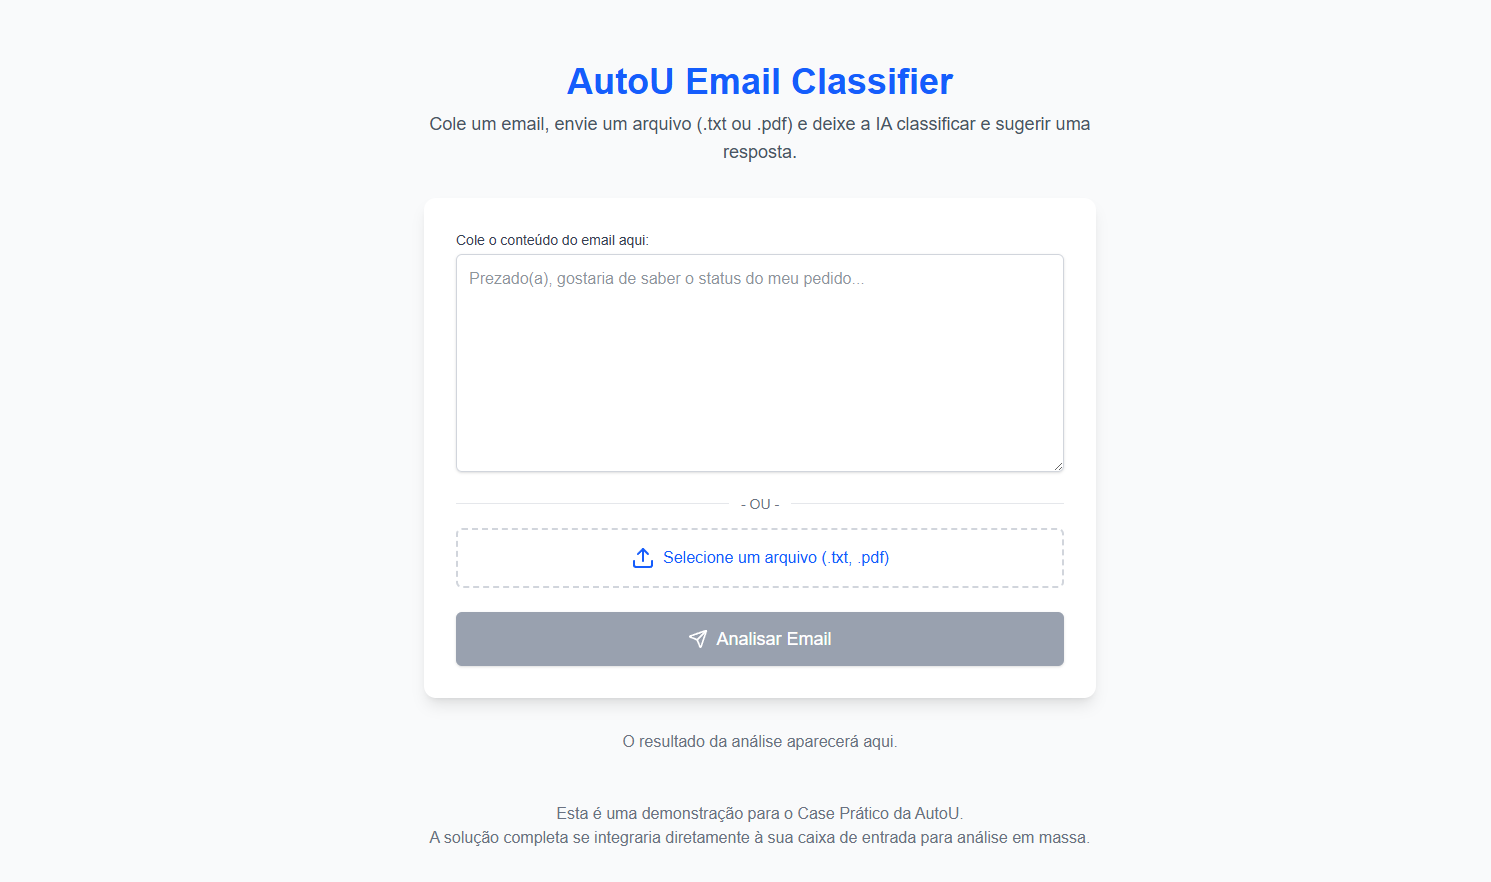 AutoU Email Classifier
Cole um email, envie um arquivo (.txt ou .pdf) e deixe a IA classificar e sugerir uma
resposta.
Cole o conteúdo do email aqui:
Prezado(a), gostaria de saber o status do meu pedido...
- OU -
Selecione um arquivo (.txt, .pdf)
Analisar Email
O resultado da análise aparecerá aqui.
Esta é uma demonstração para o Case Prático da AutoU.
A solução completa se integraria diretamente à sua caixa de entrada para análise em massa.